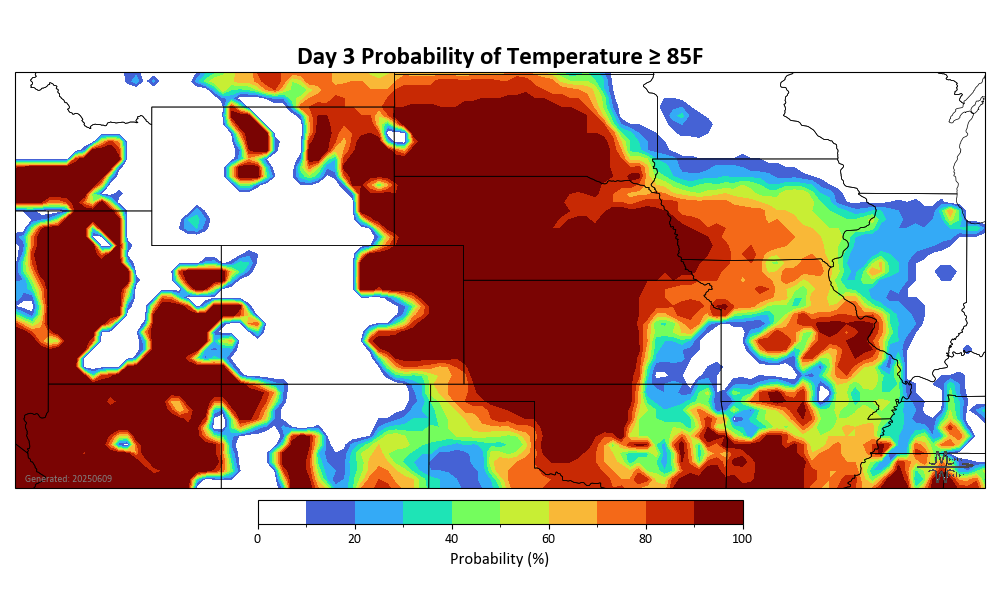 Day 3 Probability of Temperature ≥ 85F
Generated: 20250609
0 20 40 60 80 100
Probability (%)